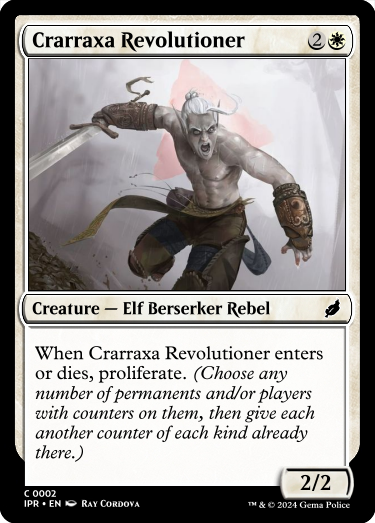 Crarraxa Revolutioner 2
Creature — Elf Berserker Rebel
When Crarraxa Revolutioner enters
or dies, proliferate. (Choose any
number of permanents and/or players
with counters on them, then give each
another counter of each kind already
there.)
2/2
C 0002
IPR • EN Ray Cordova
™ & © 2024 Gema Police